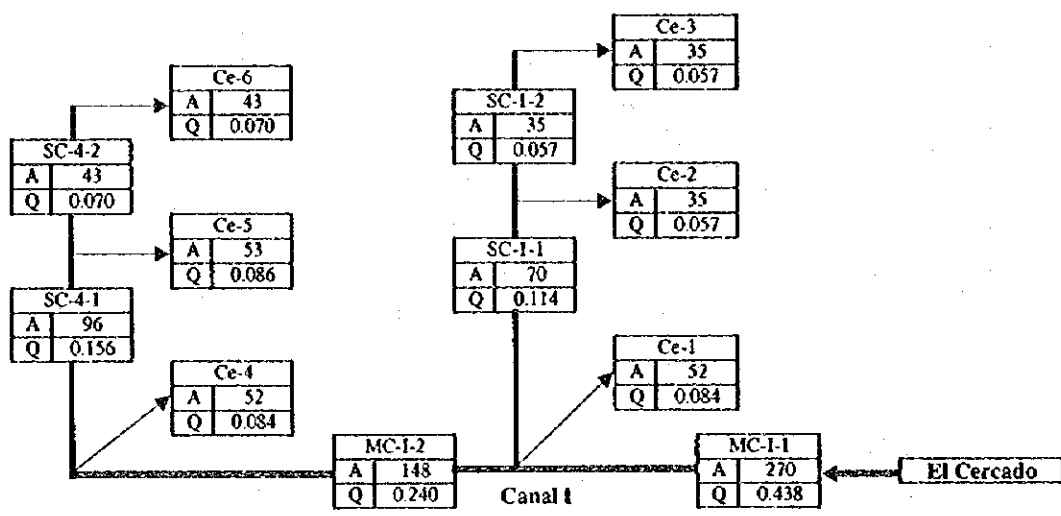 Ce-3
A 35
Q 0.057
Ce-6
A 43
Q 0.070
SC-1-2
A 35
Q 0.057
SC-4-2
A 43
Q 0.070
Ce-2
A 35
Q 0.057
Ce-5
A 53
Q 0.086
SC-1-1
A 70
Q 0.114
SC-4-1
A 96
Q 0.156
Ce-1
A 52
Q 0.084
Ce-4
A 52
Q 0.084
MC-I-2
A 148
Q 0.240
Canal I
MC-I-1
A 270
Q 0.438
El Cercado